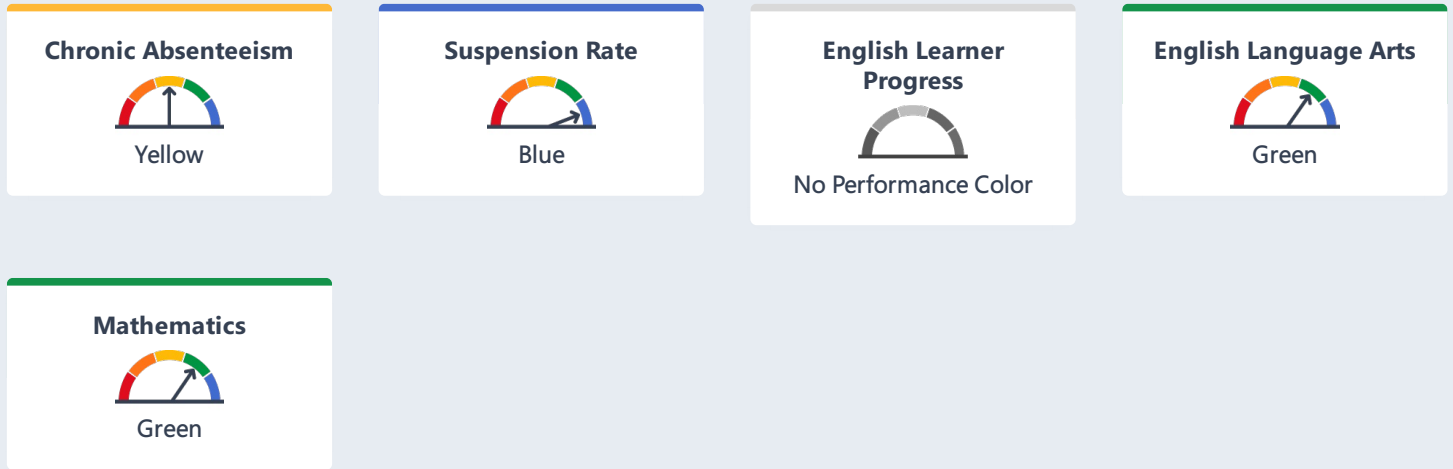 Chronic Absenteeism
Yellow
Suspension Rate
Blue
English Learner
Progress
No Performance Color
English Language Arts
Green
Mathematics
Green